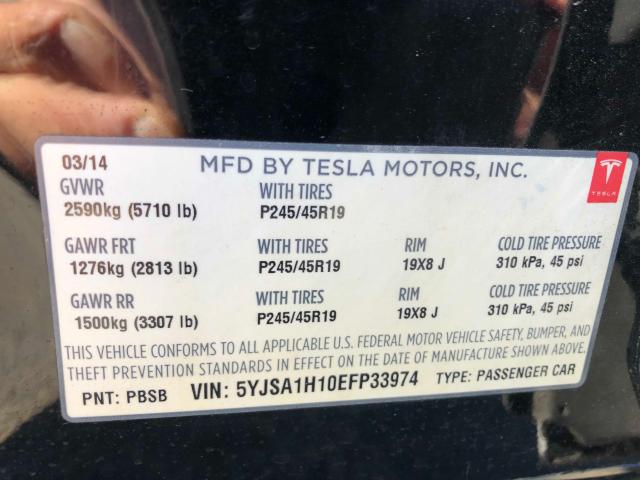 03/14 MFD BY TESLA MOTORS, INC.
TESLA
GVWR WITH TIRES
2590kg (5710 lb) P245/45R19
GAWR FRT WITH TIRES RIM COLD TIRE PRESSURE
1276kg (2813 lb) P245/45R19 19X8 J 310 kPa, 45 psi
GAWR RR WITH TIRES RIM COLD TIRE PRESSURE
1500kg (3307 lb) P245/45R19 19X8 J 310 kPa, 45 psi
THIS VEHICLE CONFORMS TO ALL APPLICABLE U.S. FEDERAL MOTOR VEHICLE SAFETY, BUMPER, AND
THEFT PREVENTION STANDARDS IN EFFECT ON THE DATE OF MANUFACTURE SHOWN ABOVE.
PNT: PBSB VIN: 5YJSA1H10EFP33974 TYPE: PASSENGER CAR